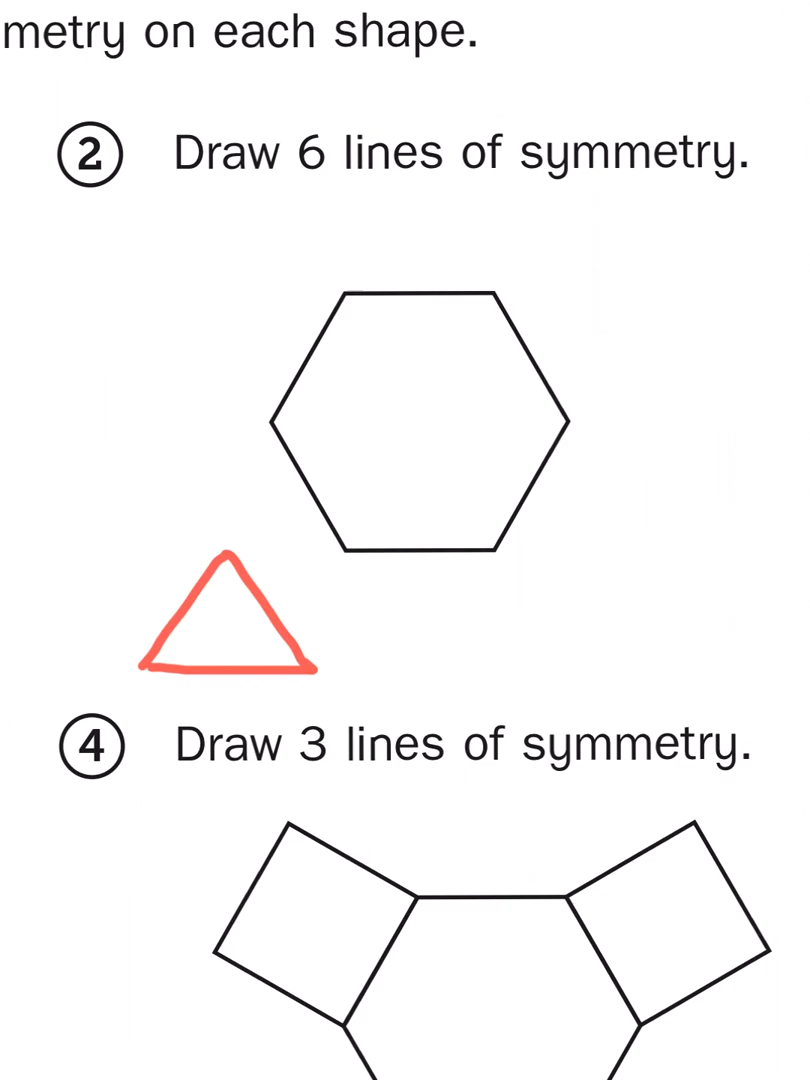 metry on each shape.
2 Draw 6 lines of symmetry.
4 Draw 3 lines of symmetry.